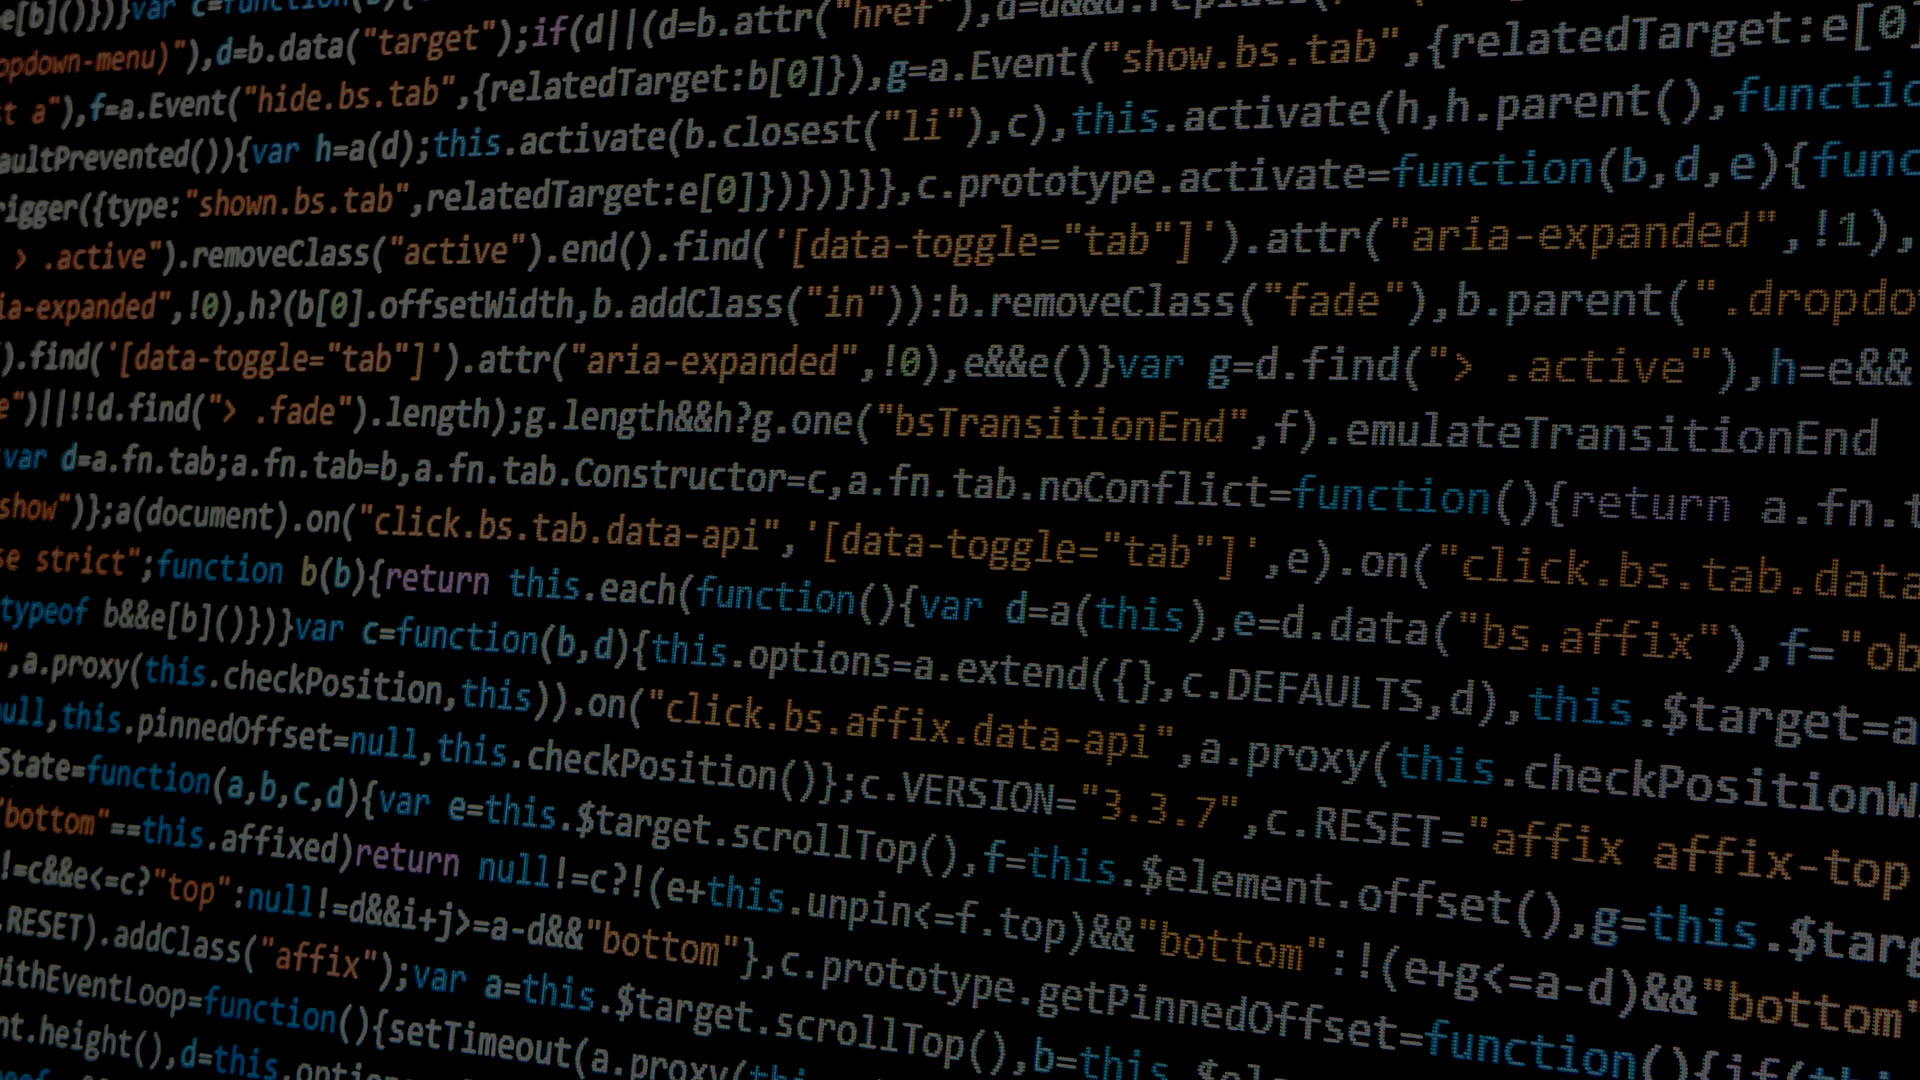 e[b]()})}var c=function(b){
opdown-menu)"),d=b.data("target");if(d||(d=b.attr("href"),d=d&&d.replace(
st a"),f=a.Event("hide.bs.tab",{relatedTarget:b[0]}),g=a.Event("show.bs.tab",{relatedTarget:e[0]
aultPrevented()){var h=a(d);this.activate(b.closest("li"),c),this.activate(h,h.parent(),functio
rigger({type:"shown.bs.tab",relatedTarget:e[0]})})}}},c.prototype.activate=function(b,d,e){func
> .active").removeClass("active").end().find('[data-toggle="tab"]').attr("aria-expanded",!1),
ia-expanded",!0),h?(b[0].offsetWidth,b.addClass("in")):b.removeClass("fade"),b.parent(".dropdo
).find('[data-toggle="tab"]').attr("aria-expanded",!0),e&&e()}var g=d.find("> .active"),h=e&&
e")||!!d.find("> .fade").length);g.length&&h?g.one("bsTransitionEnd",f).emulateTransitionEnd
var d=a.fn.tab;a.fn.tab=b,a.fn.tab.Constructor=c,a.fn.tab.noConflict=function(){return a.fn.t
show")};a(document).on("click.bs.tab.data-api",'[data-toggle="tab"]',e).on("click.bs.tab.data
se strict";function b(b){return this.each(function(){var d=a(this),e=d.data("bs.affix"),f="ob
typeof b&&e[b]()})}var c=function(b,d){this.options=a.extend({},c.DEFAULTS,d),this.$target=a
",a.proxy(this.checkPosition,this)).on("click.bs.affix.data-api",a.proxy(this.checkPositionW
null,this.pinnedOffset=null,this.checkPosition()};c.VERSION="3.3.7",c.RESET="affix affix-top
State=function(a,b,c,d){var e=this.$target.scrollTop(),f=this.$element.offset(),g=this.$targ
"bottom"==this.affixed)return null!=c?!(e+this.unpin<=f.top)&&"bottom":!(e+g<=a-d)&&"bottom"
!=c&&e<=c?"top":null!=d&&i+j>=a-d&&"bottom"},c.prototype.getPinnedOffset=function(){if(thi
.RESET).addClass("affix");var a=this.$target.scrollTop(),b=this.$el
WithEventLoop=function(){setTimeout(a.proxy(thi
nt.height(),d=this.option